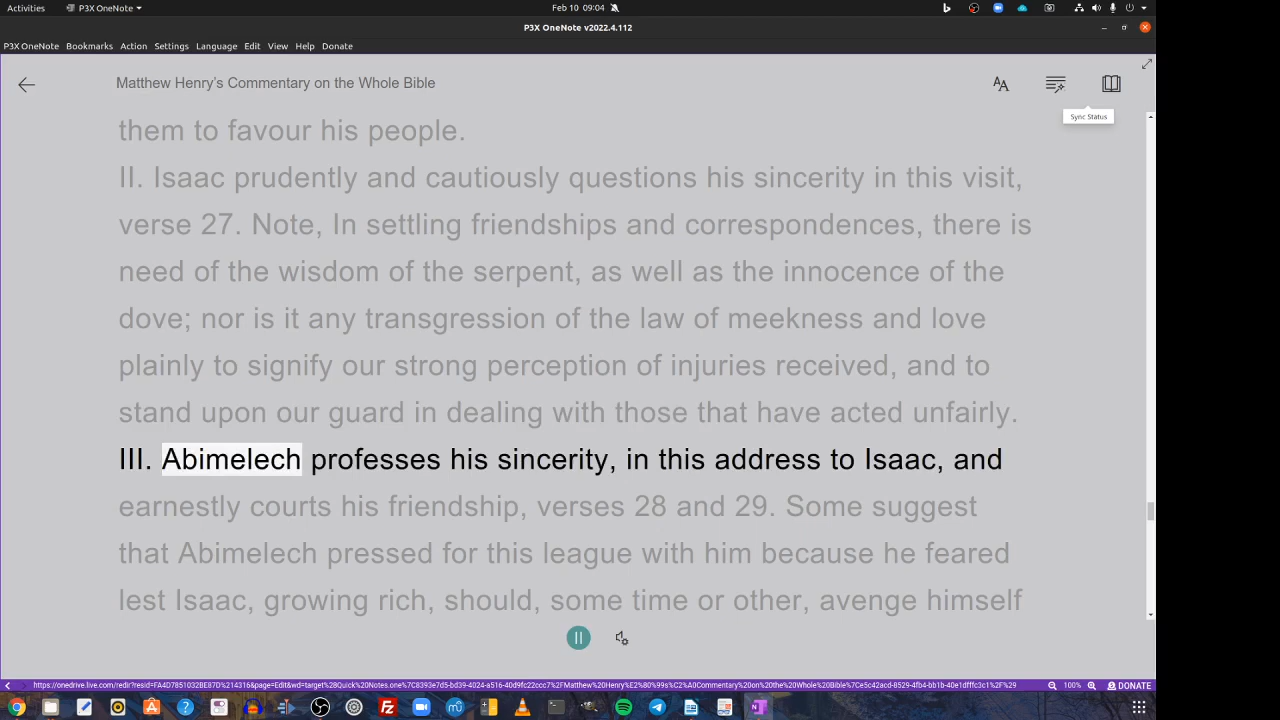 Activities
P3X OneNote
Feb 10 09:04
P3X OneNote v2022.4.112
P3X OneNote Bookmarks Action Settings Language Edit View Help Donate
Matthew Henry's Commentary on the Whole Bible
Sync Status
them to favour his people.
II. Isaac prudently and cautiously questions his sincerity in this visit,
verse 27. Note, In settling friendships and correspondences, there is
need of the wisdom of the serpent, as well as the innocence of the
dove; nor is it any transgression of the law of meekness and love
plainly to signify our strong perception of injuries received, and to
stand upon our guard in dealing with those that have acted unfairly.
III. Abimelech professes his sincerity, in this address to Isaac, and
earnestly courts his friendship, verses 28 and 29. Some suggest
that Abimelech pressed for this league with him because he feared
lest Isaac, growing rich, should, some time or other, avenge himself
100% DONATE